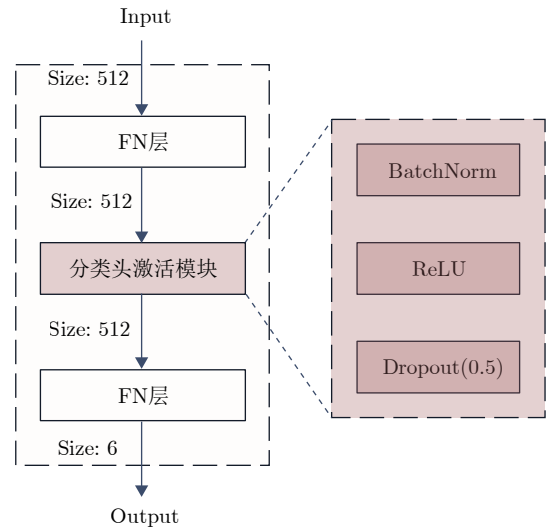 Input
Size: 512
FN层
Size: 512
分类头激活模块
Size: 512
FN层
Size: 6
Output
BatchNorm
ReLU
Dropout(0.5)